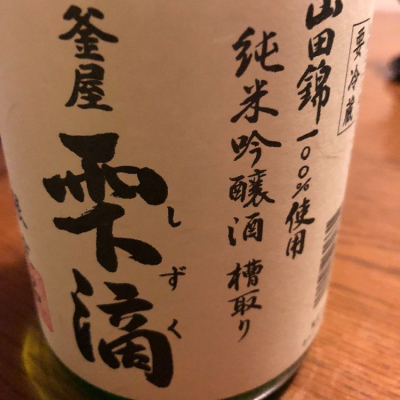 要冷蔵
山田錦一〇〇%使用
純米吟醸酒 槽取り
釜屋
雫滴
しずく